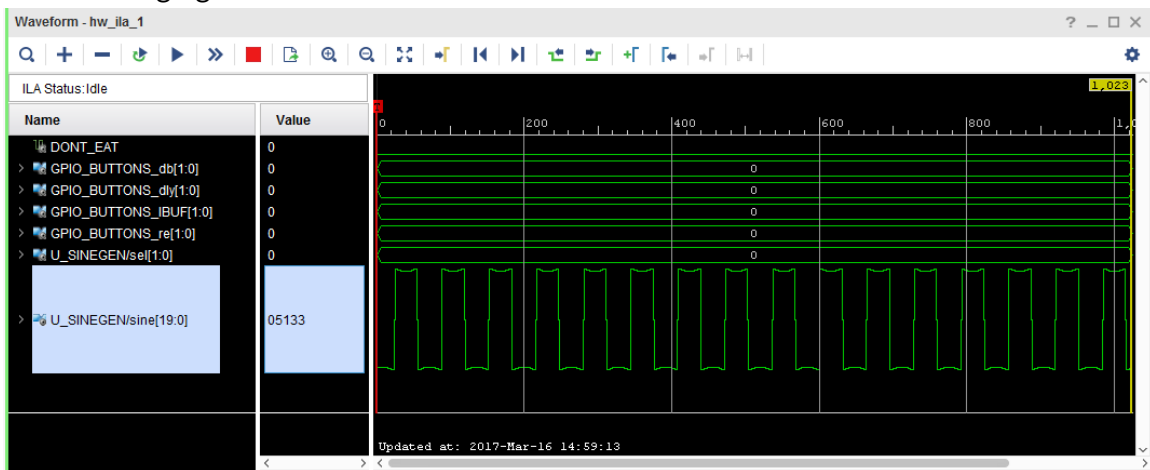 Waveform - hw_ila_1
ILA Status: Idle
1,023
Name Value
0 200 400 600 800
DONT_EAT 0
GPIO_BUTTONS_db[1:0] 0 0
GPIO_BUTTONS_dly[1:0] 0 0
GPIO_BUTTONS_IBUF[1:0] 0 0
GPIO_BUTTONS_re[1:0] 0 0
U_SINEGEN/sel[1:0] 0 0
U_SINEGEN/sine[19:0] 05133
Updated at: 2017-Mar-16 14:59:13